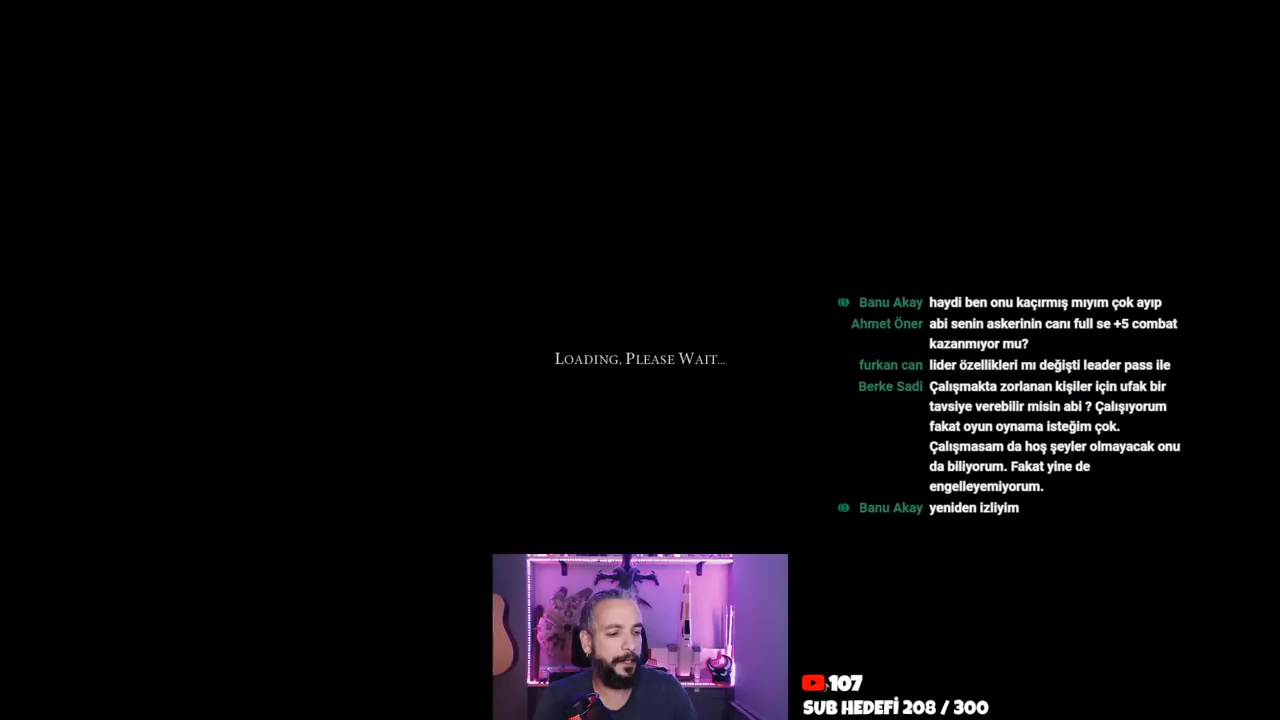 Banu Akay haydi ben onu kaçırmış mıyım çok ayıp
Ahmet Öner abi senin askerinin canı full se +5 combat
kazanmıyor mu?
LOADING, PLEASE WAIT...
furkan can lider özellikleri mı değişti leader pass ile
Berke Sadi Çalışmakta zorlanan kişiler için ufak bir
tavsiye verebilir misin abi ? Çalışıyorum
fakat oyun oynama isteğim çok.
Çalışmasam da hoş şeyler olmayacak onu
da biliyorum. Fakat yine de
engelleyemiyorum.
Banu Akay yeniden izliyim
107
SUB HEDEFİ 208 / 300